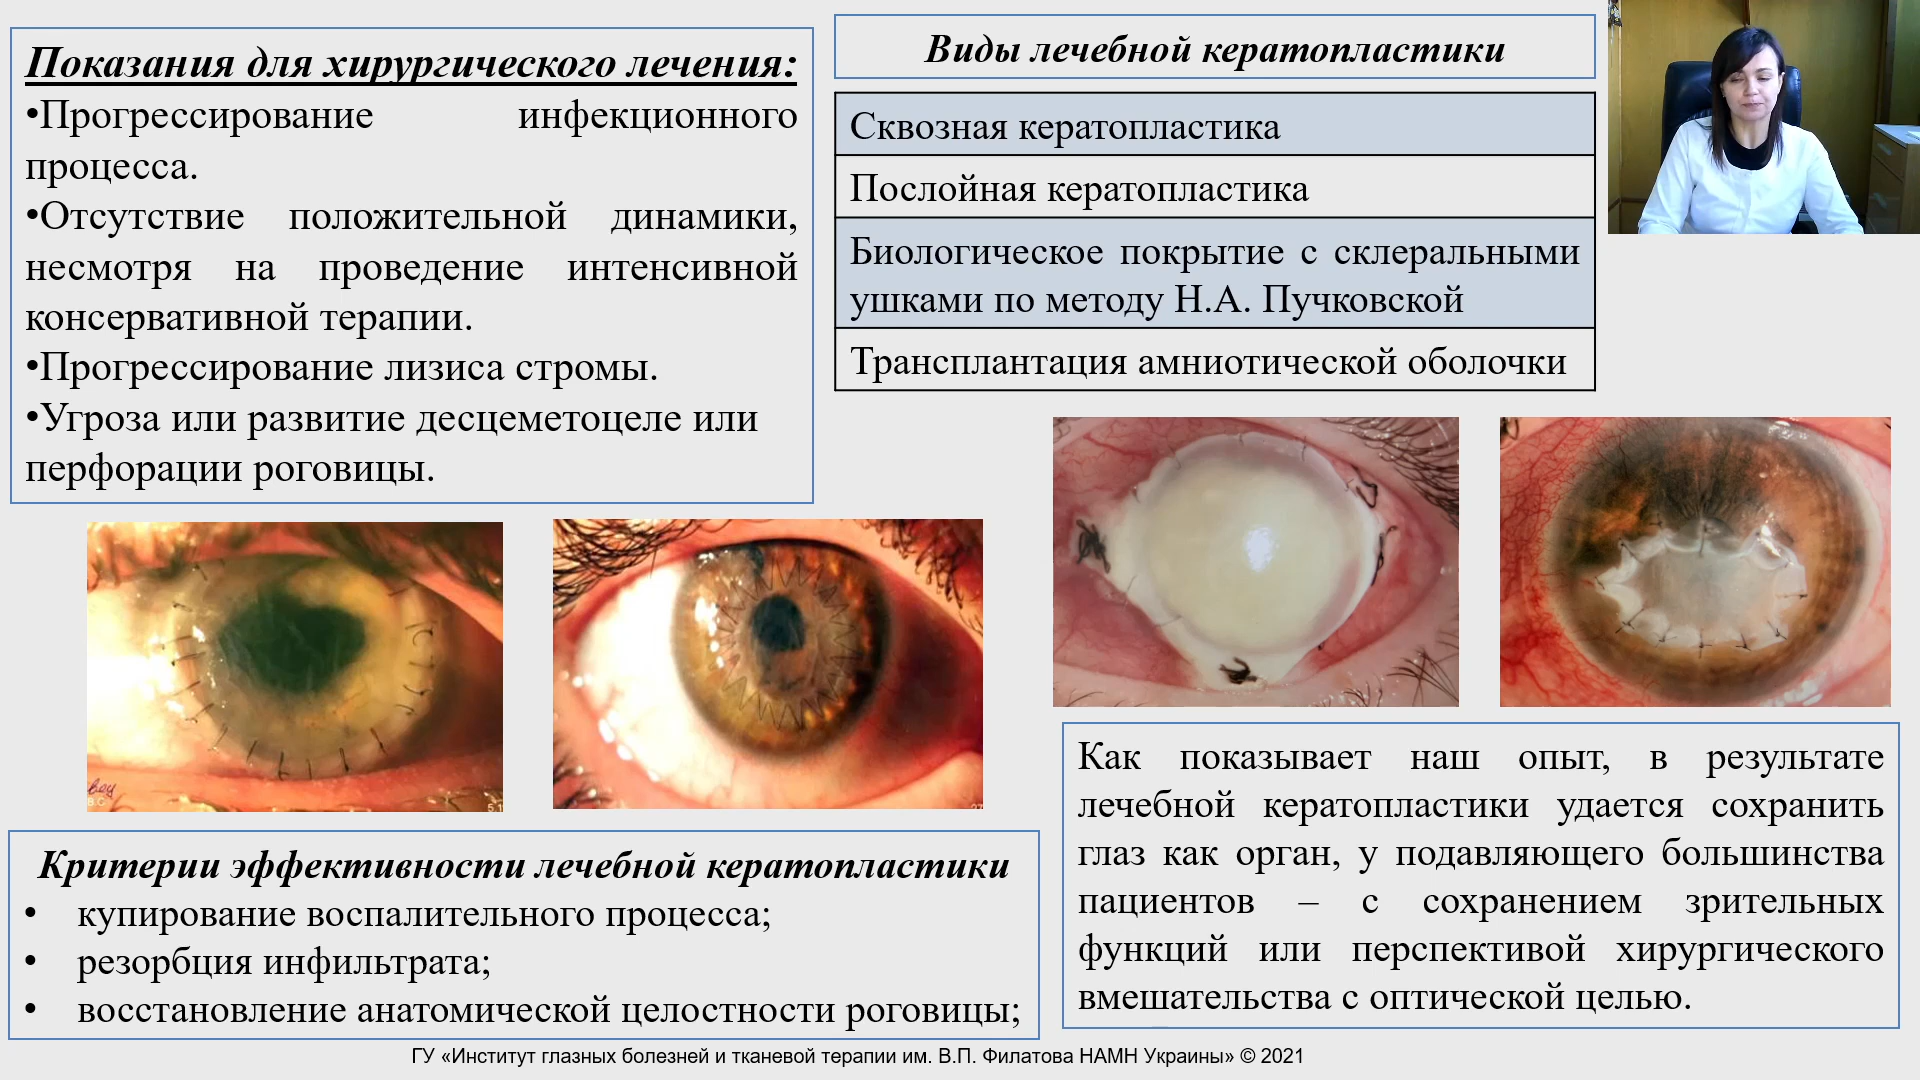 Показания для хирургического лечения:
•Прогрессирование инфекционного
процесса.
•Отсутствие положительной динамики,
несмотря на проведение интенсивной
консервативной терапии.
•Прогрессирование лизиса стромы.
•Угроза или развитие десцеметоцеле или
перфорации роговицы.
Виды лечебной кератопластики
Сквозная кератопластика
Послойная кератопластика
Биологическое покрытие с склеральными
ушками по методу Н.А. Пучковской
Трансплантация амниотической оболочки
Критерии эффективности лечебной кератопластики
• купирование воспалительного процесса;
• резорбция инфильтрата;
• восстановление анатомической целостности роговицы;
Как показывает наш опыт, в результате
лечебной кератопластики удается сохранить
глаз как орган, у подавляющего большинства
пациентов – с сохранением зрительных
функций или перспективой хирургического
вмешательства с оптической целью.
ГУ «Институт глазных болезней и тканевой терапии им. В.П. Филатова НАМН Украины» © 2021